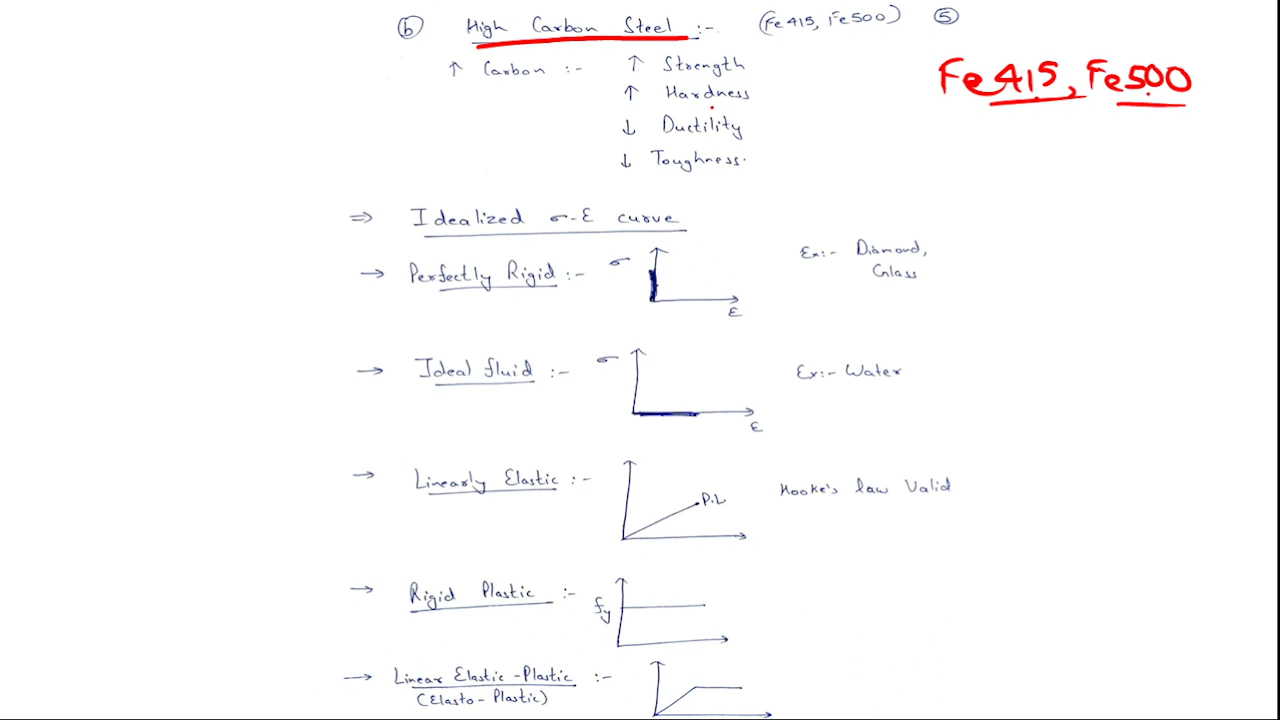 (b) High Carbon Steel :- (Fe415, Fe500) (5)
Fe415, Fe500
↑ Carbon :- ↑ Strength
↑ Hardness
↓ Ductility
↓ Toughness.
⇒ Idealized σ-ε curve
→ Perfectly Rigid :- σ ε Ex:- Diamond,
Glass
→ Ideal fluid :- σ ε Ex:- Water
→ Linearly Elastic :- P.L Hooke's law Valid
→ Rigid Plastic :- fy
→ Linear Elastic-Plastic :-
(Elasto-Plastic)